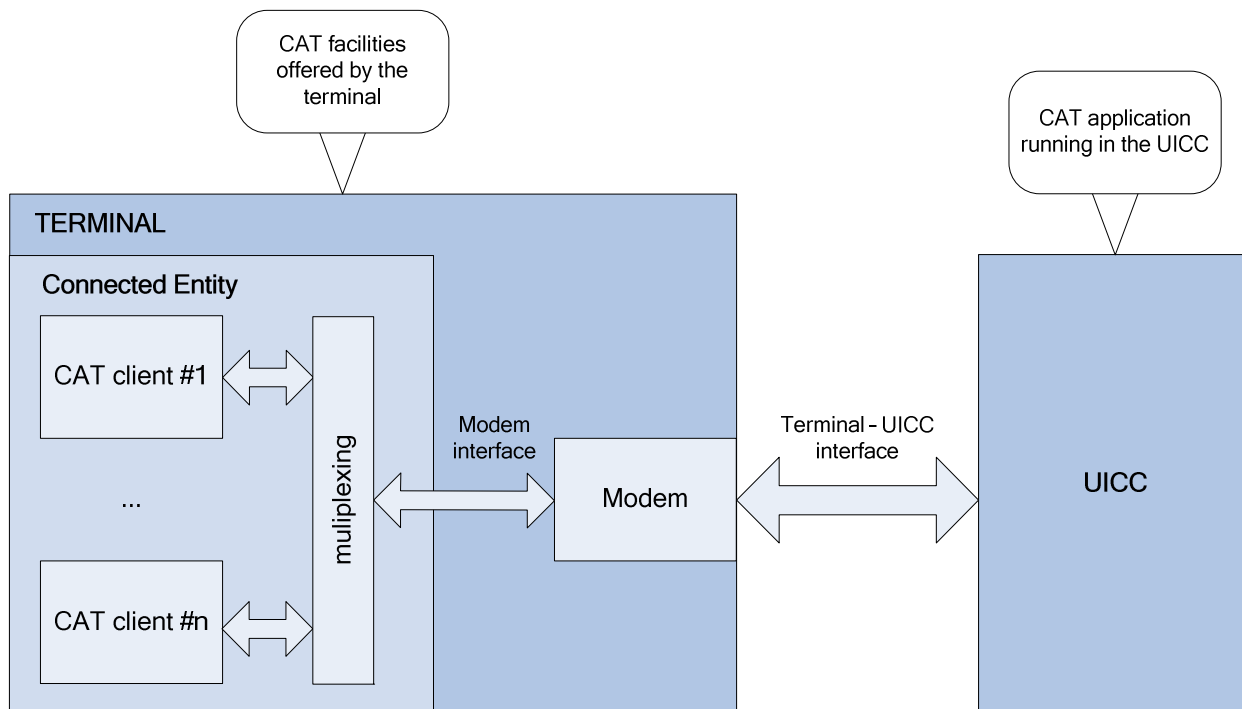 CAT facilities
offered by the
terminal
CAT application
running in the UICC
TERMINAL
Connected Entity
CAT client #1
...
CAT client #n
muliplexing
Modem
interface
Modem
Terminal - UICC
interface
UICC